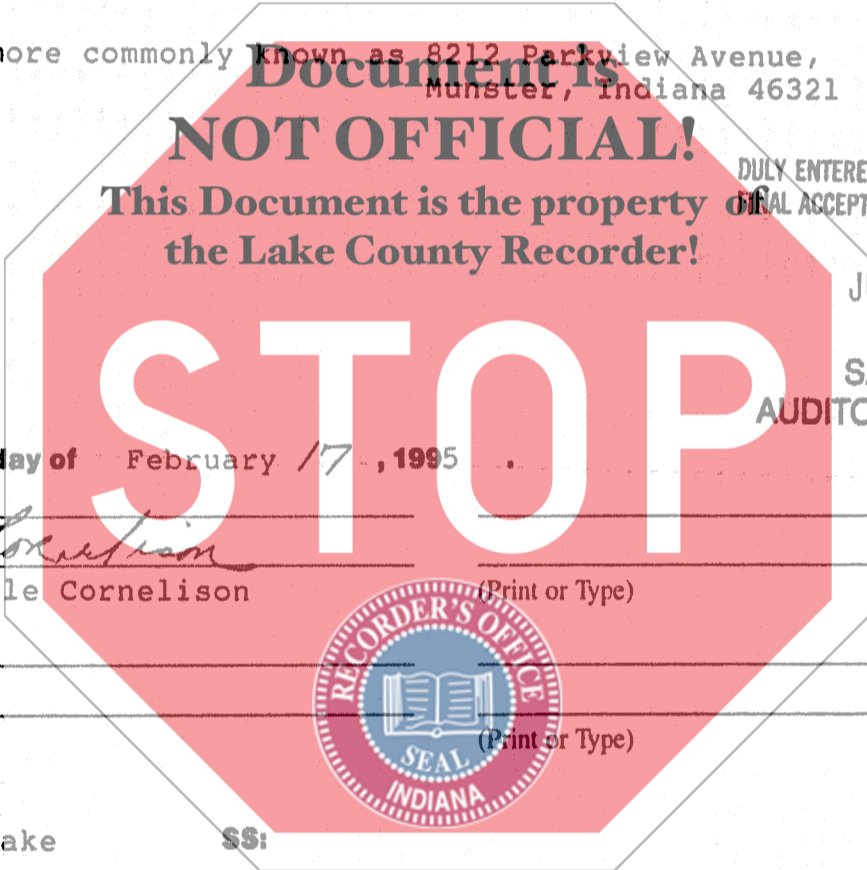 ore commonly known as 8212 Parkview Avenue,
Munster, Indiana 46321
Document is
NOT OFFICIAL!
This Document is the property of
the Lake County Recorder!
DULY ENTERE
FINAL ACCEPT
J
STOP
S
AUDITO
day of February 17, 1995.
Cornelison
le Cornelison
(Print or Type)
RECORDER'S OFFICE
SEAL
INDIANA
(Print or Type)
ake SS: